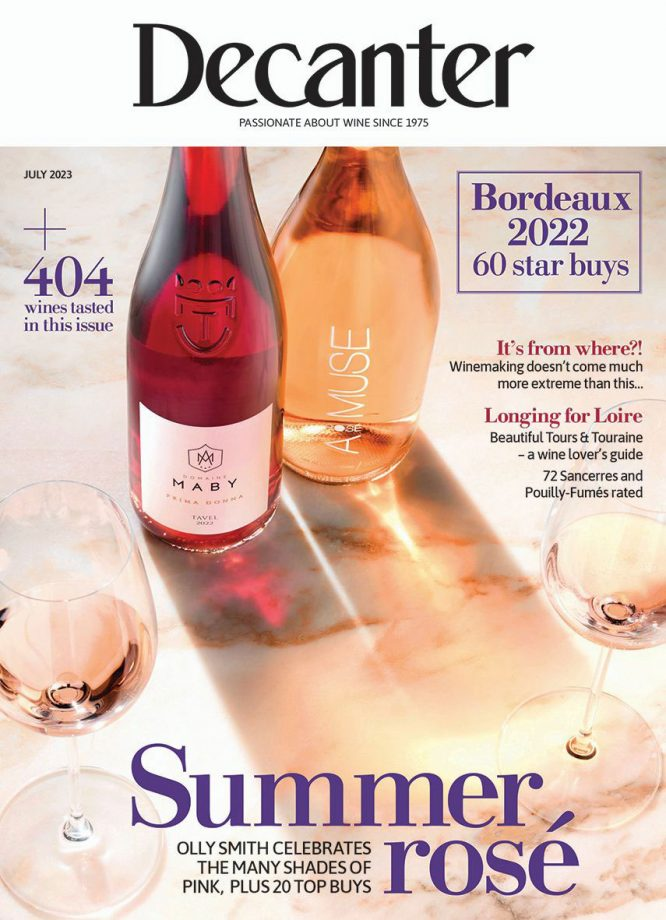 Decanter
PASSIONATE ABOUT WINE SINCE 1975
JULY 2023
+
404
wines tasted
in this issue
Bordeaux
2022
60 star buys
It's from where?!
Winemaking doesn't come much
more extreme than this...
Longing for Loire
Beautiful Tours & Touraine
– a wine lover's guide
72 Sancerres and
Pouilly-Fumés rated
AMUSE
ROSÉ
DOMAINE
MABY
PRIMA DONNA
TAVEL
2022
Summer
rosé
OLLY SMITH CELEBRATES
THE MANY SHADES OF
PINK, PLUS 20 TOP BUYS